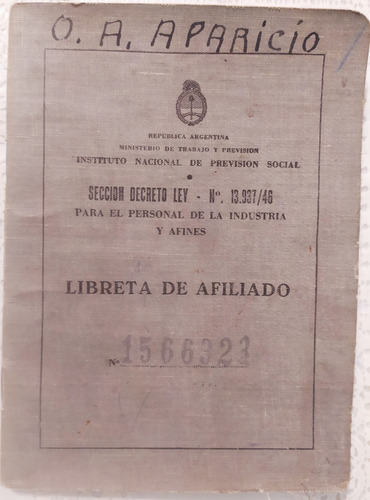 O. A. APARICIO
REPUBLICA ARGENTINA
MINISTERIO DE TRABAJO Y PREVISION
INSTITUTO NACIONAL DE PREVISION SOCIAL
SECCION DECRETO LEY - Nº. 13.937/46
PARA EL PERSONAL DE LA INDUSTRIA
Y AFINES
LIBRETA DE AFILIADO
Nº 1566323